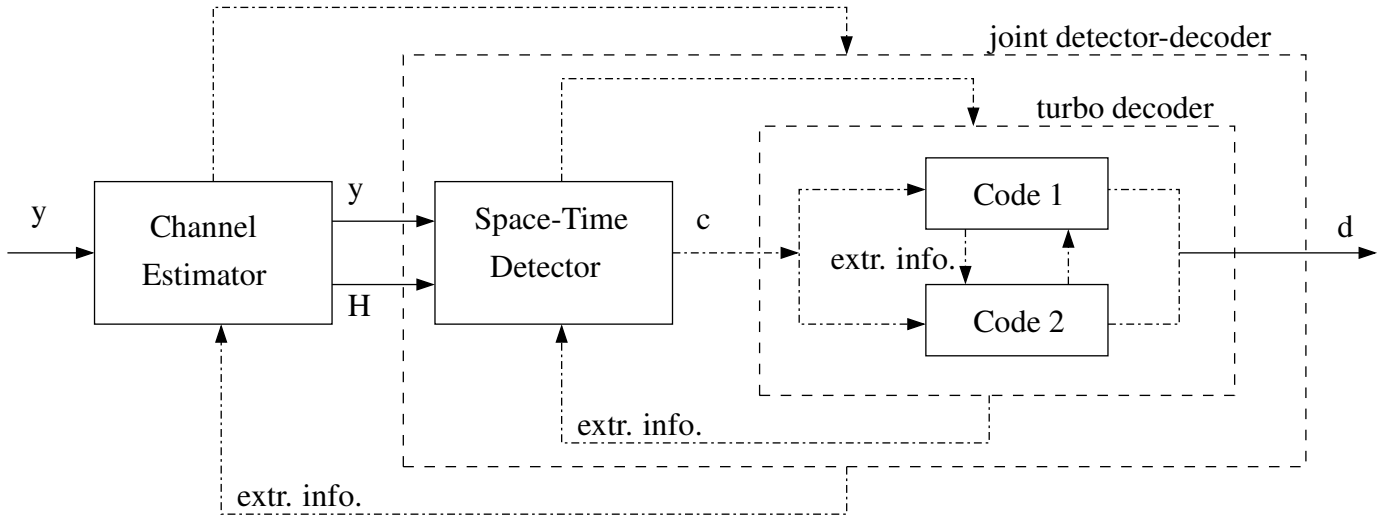 joint detector-decoder
turbo decoder
y
Channel
Estimator
y
H
Space-Time
Detector
c
Code 1
extr. info.
Code 2
d
extr. info.
extr. info.